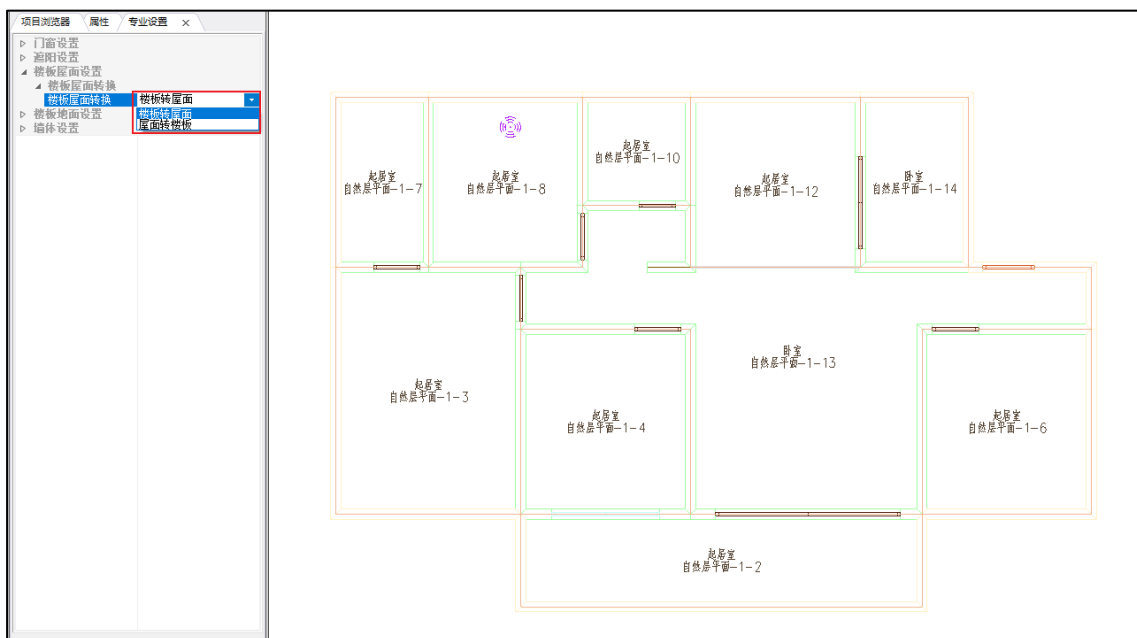 项目浏览器 属性 专业设置 ×
门窗设置
遮阳设置
楼板屋面设置
楼板屋面转换
楼板屋面转换 楼板转屋面
楼板转屋面
屋面转楼板
楼板地面设置
墙体设置
起居室
自然层平面-1-7
起居室
自然层平面-1-8
起居室
自然层平面-1-10
起居室
自然层平面-1-12
卧室
自然层平面-1-14
起居室
自然层平面-1-3
起居室
自然层平面-1-4
卧室
自然层平面-1-13
起居室
自然层平面-1-6
起居室
自然层平面-1-2